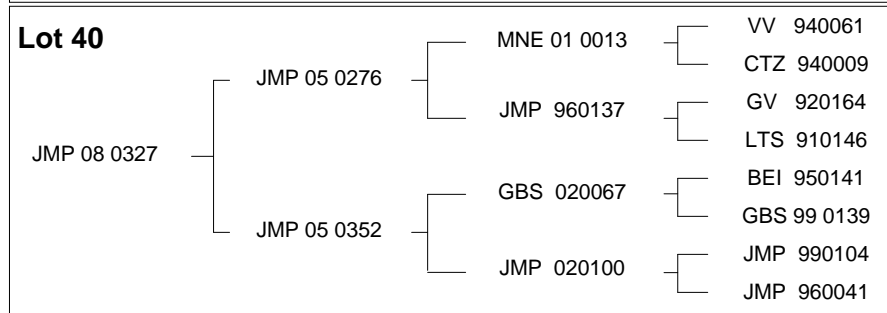 Lot 40
VV 940061
MNE 01 0013
CTZ 940009
JMP 05 0276
GV 920164
JMP 960137
LTS 910146
JMP 08 0327
BEI 950141
GBS 020067
GBS 99 0139
JMP 05 0352
JMP 990104
JMP 020100
JMP 960041